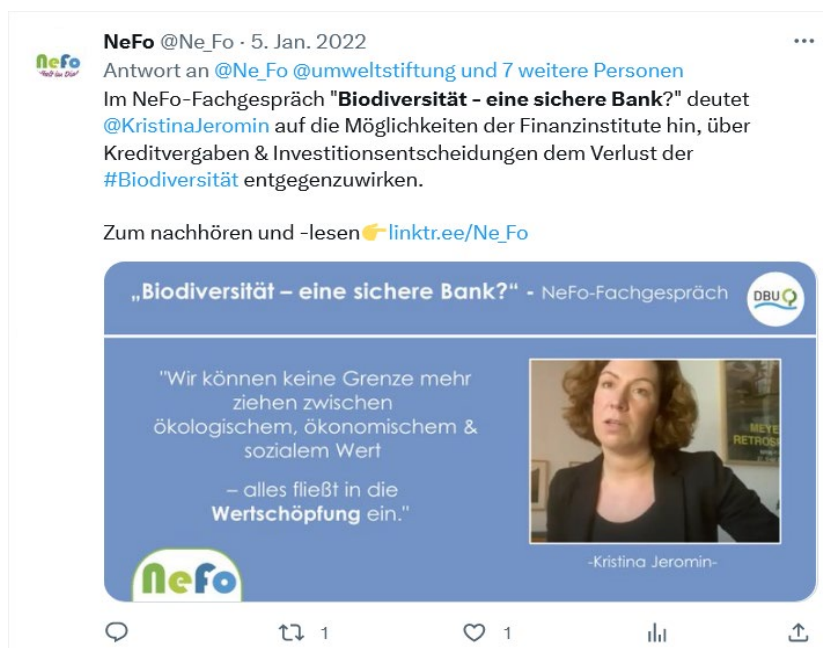 NeFo @Ne_Fo · 5. Jan. 2022
Antwort an @Ne_Fo @umweltstiftung und 7 weitere Personen
Im NeFo-Fachgespräch "Biodiversität - eine sichere Bank?" deutet
@KristinaJeromin auf die Möglichkeiten der Finanzinstitute hin, über
Kreditvergaben & Investitionsentscheidungen dem Verlust der
#Biodiversität entgegenzuwirken.
Zum nachhören und -lesen👉linktr.ee/Ne_Fo
„Biodiversität – eine sichere Bank?“ - NeFo-Fachgespräch
DBU
"Wir können keine Grenze mehr
ziehen zwischen
ökologischem, ökonomischem &
sozialem Wert
– alles fließt in die
Wertschöpfung ein."
MEYE
RETROS
-Kristina Jeromin-
NeFo
1
1
NeFo